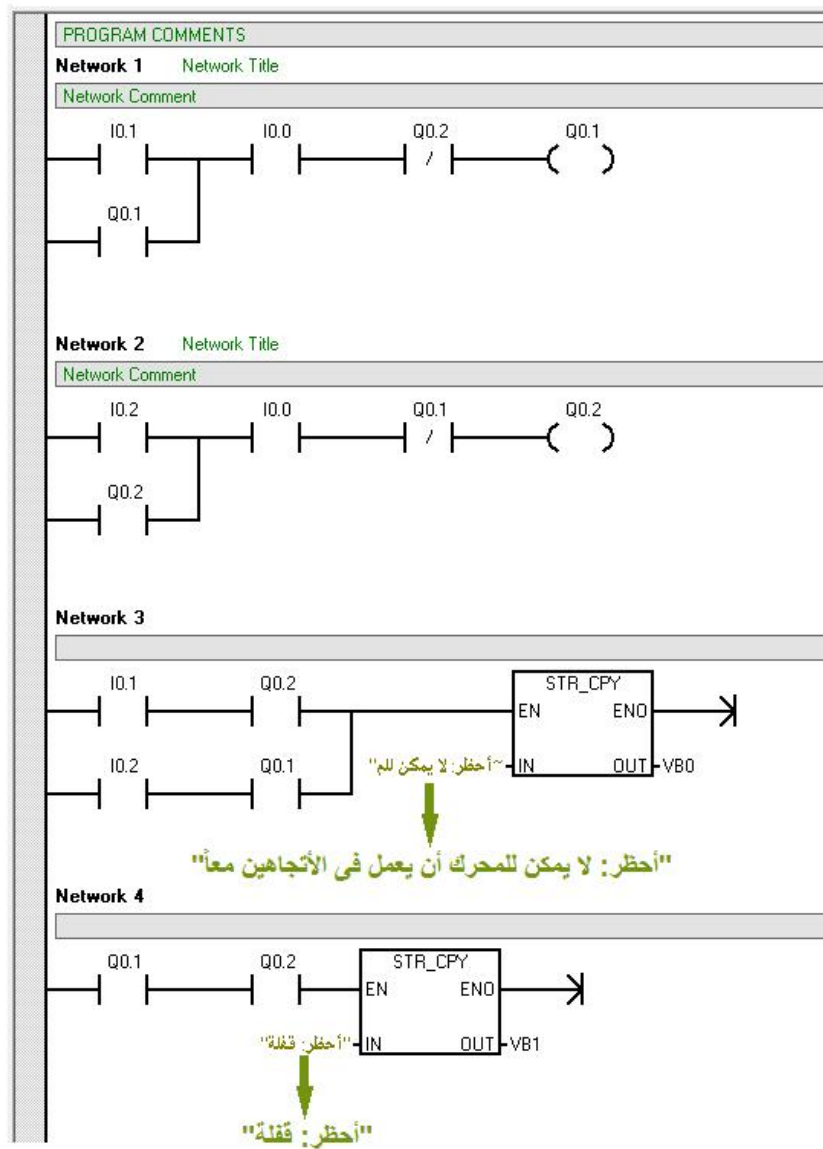 PROGRAM COMMENTS
Network 1 Network Title
Network Comment
I0.1 I0.0 Q0.2 Q0.1
/
Q0.1
Network 2 Network Title
Network Comment
I0.2 I0.0 Q0.1 Q0.2
/
Q0.2
Network 3
I0.1 Q0.2 STR_CPY
EN ENO
I0.2 Q0.1
"أحظر: لا يمكن للم~ IN OUT VB0
"أحظر: لا يمكن للمحرك أن يعمل فى الأتجاهين معاً"
Network 4
Q0.1 Q0.2 STR_CPY
EN ENO
"أحظر: قفلة" IN OUT VB1
"أحظر: قفلة"